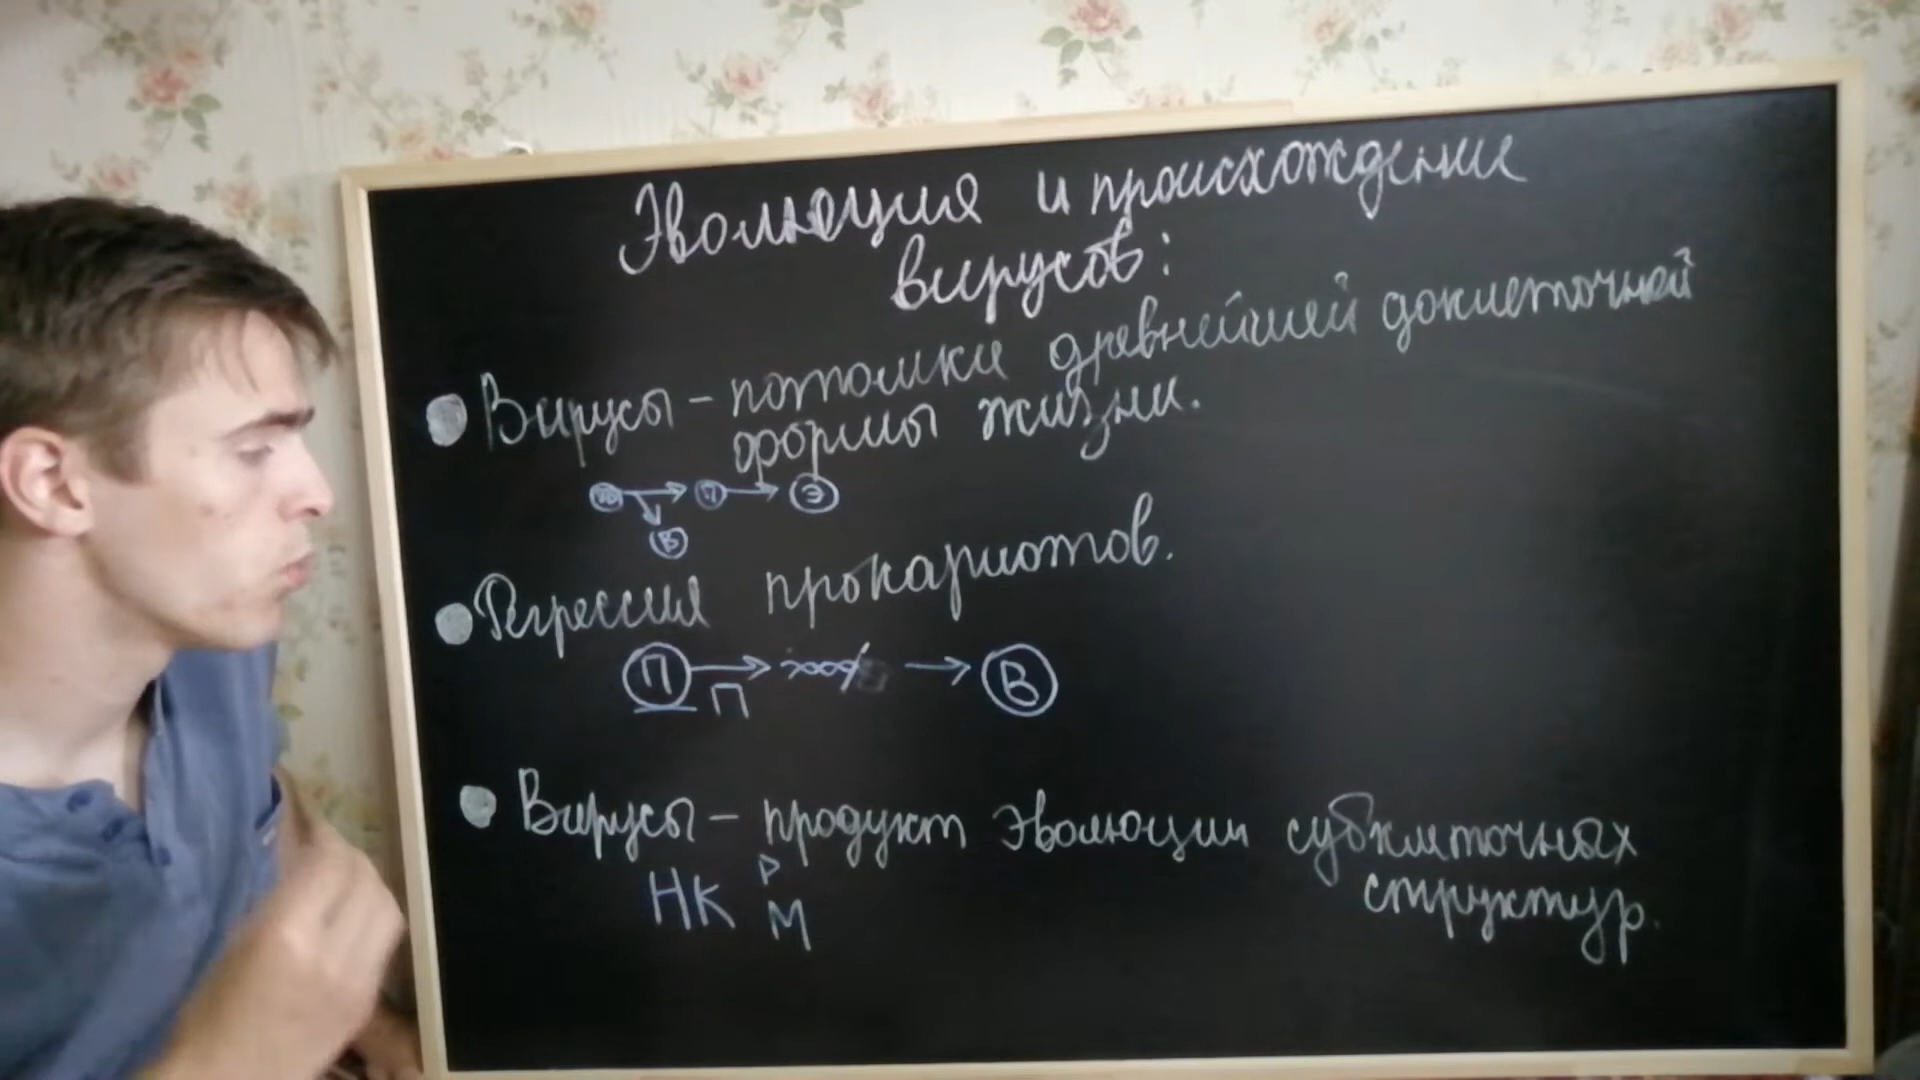 Эволюция и происхождение
вирусов:
Вирусы - потомки древнейшей доклеточной
формы жизни.
П Э
В
Регрессия прокариотов.
П В
П
Вирусы - продукт эволюции субклеточных
структур.
НК Р
М